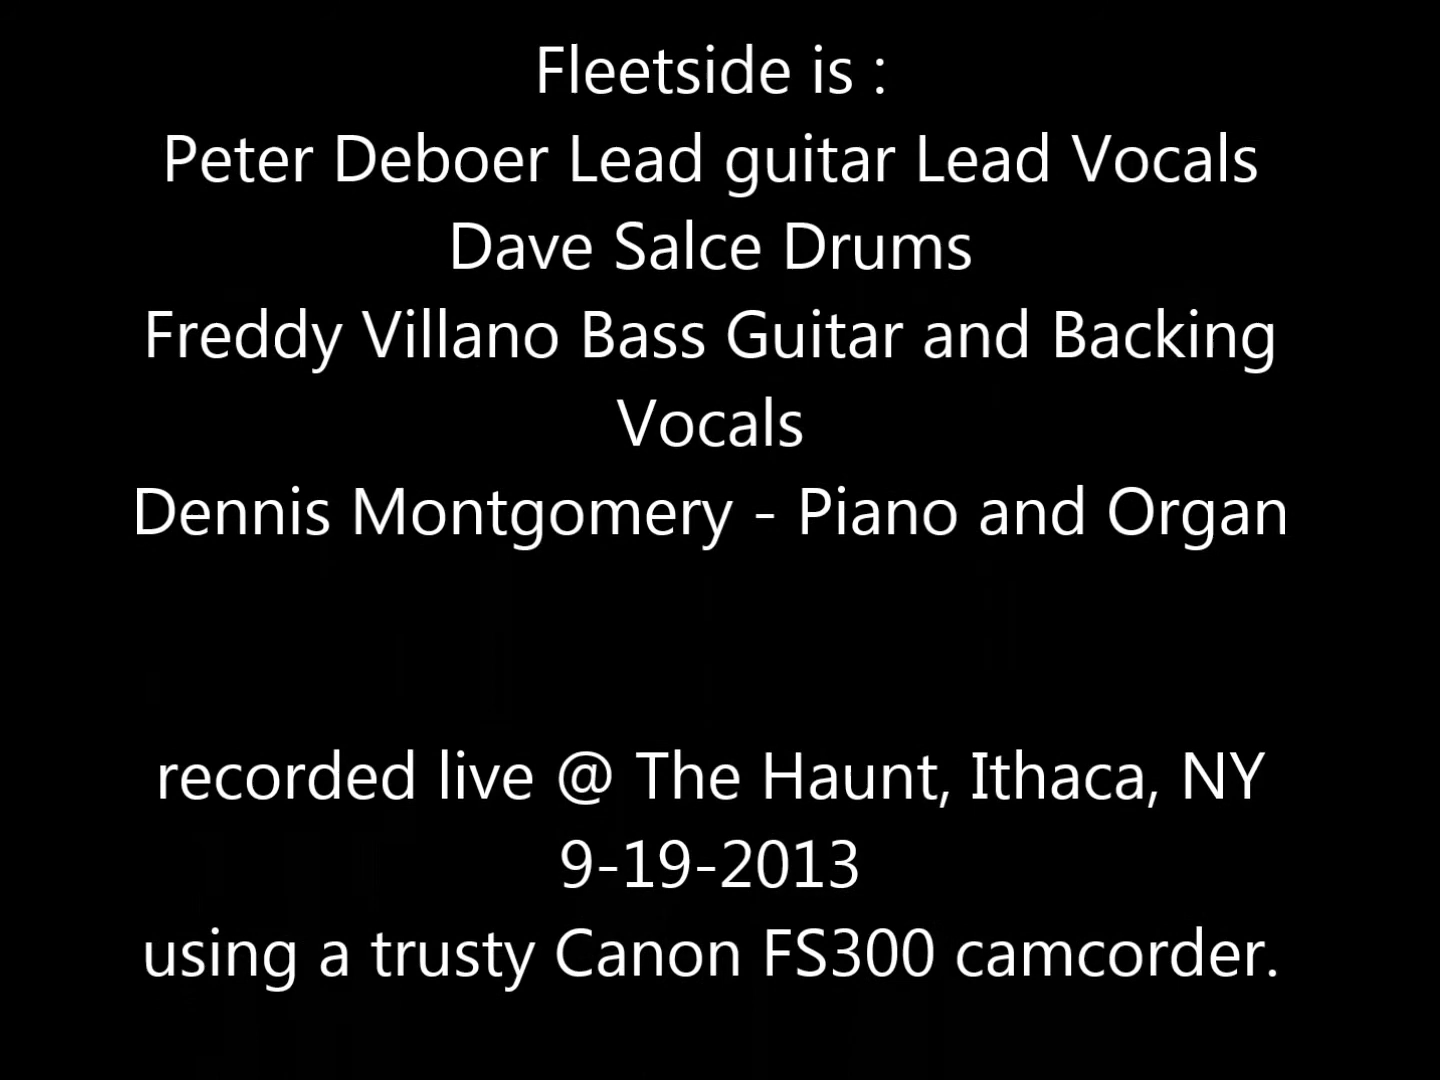 Fleetside is :
Peter Deboer Lead guitar Lead Vocals
Dave Salce Drums
Freddy Villano Bass Guitar and Backing
Vocals
Dennis Montgomery - Piano and Organ
recorded live @ The Haunt, Ithaca, NY
9-19-2013
using a trusty Canon FS300 camcorder.